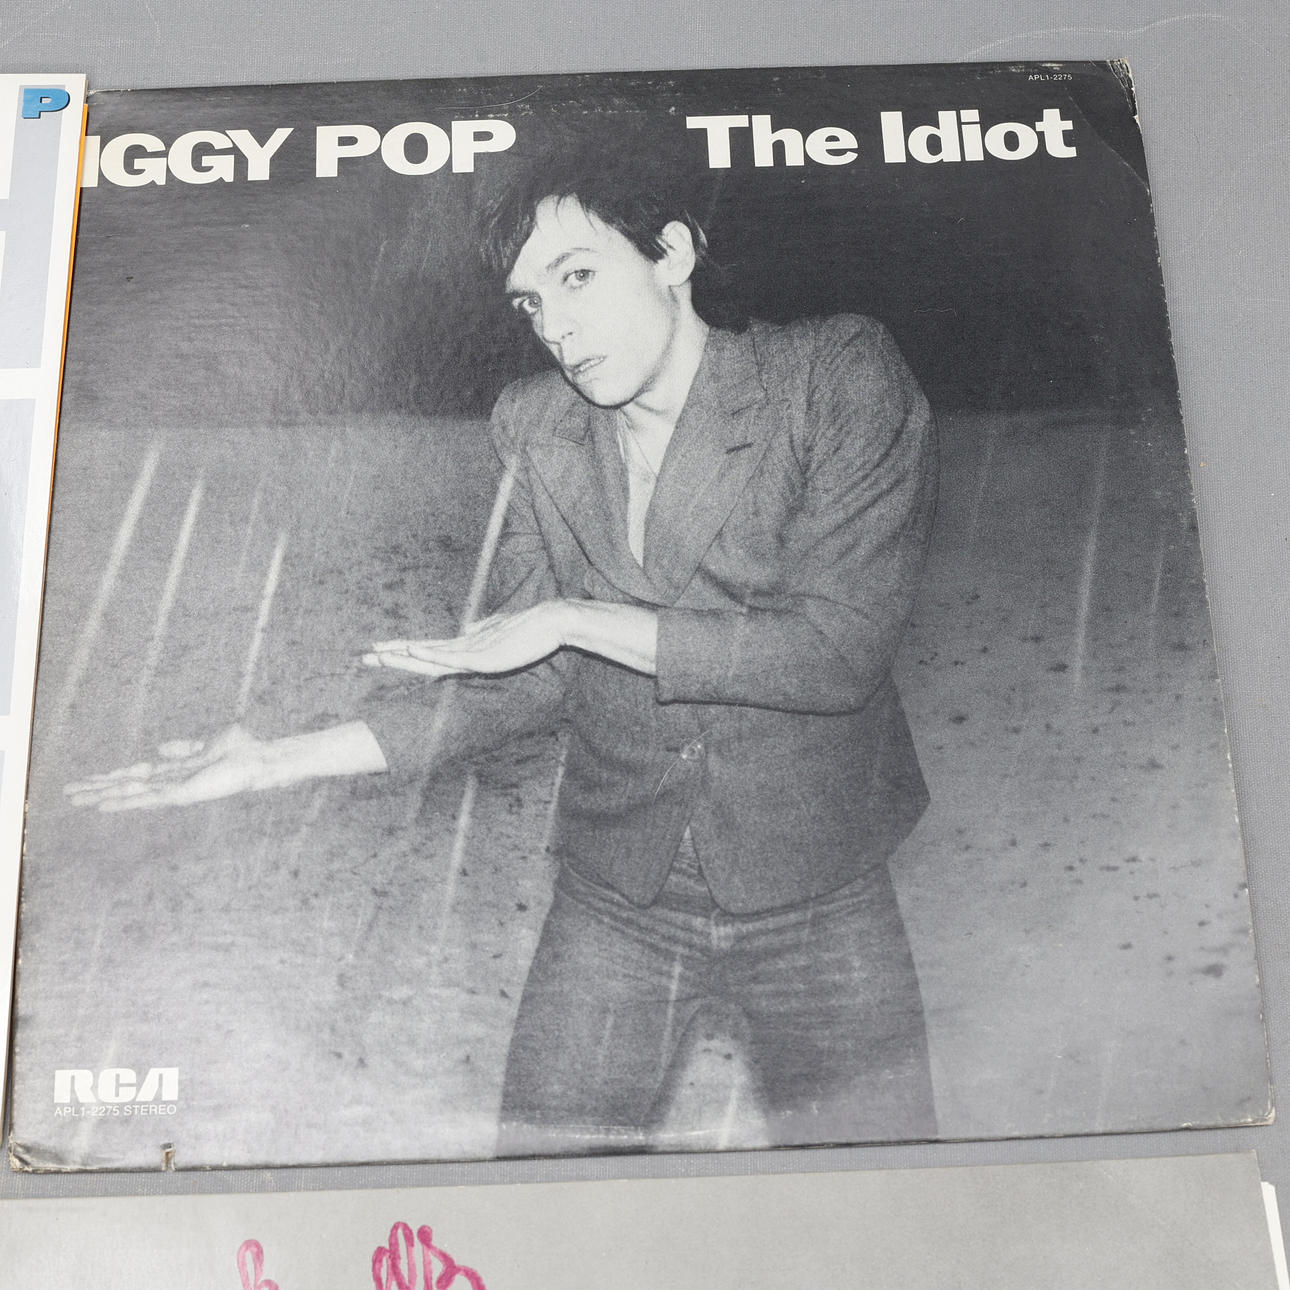 P
APL1-2275
IGGY POP The Idiot
RCA
APL1-2275 STEREO